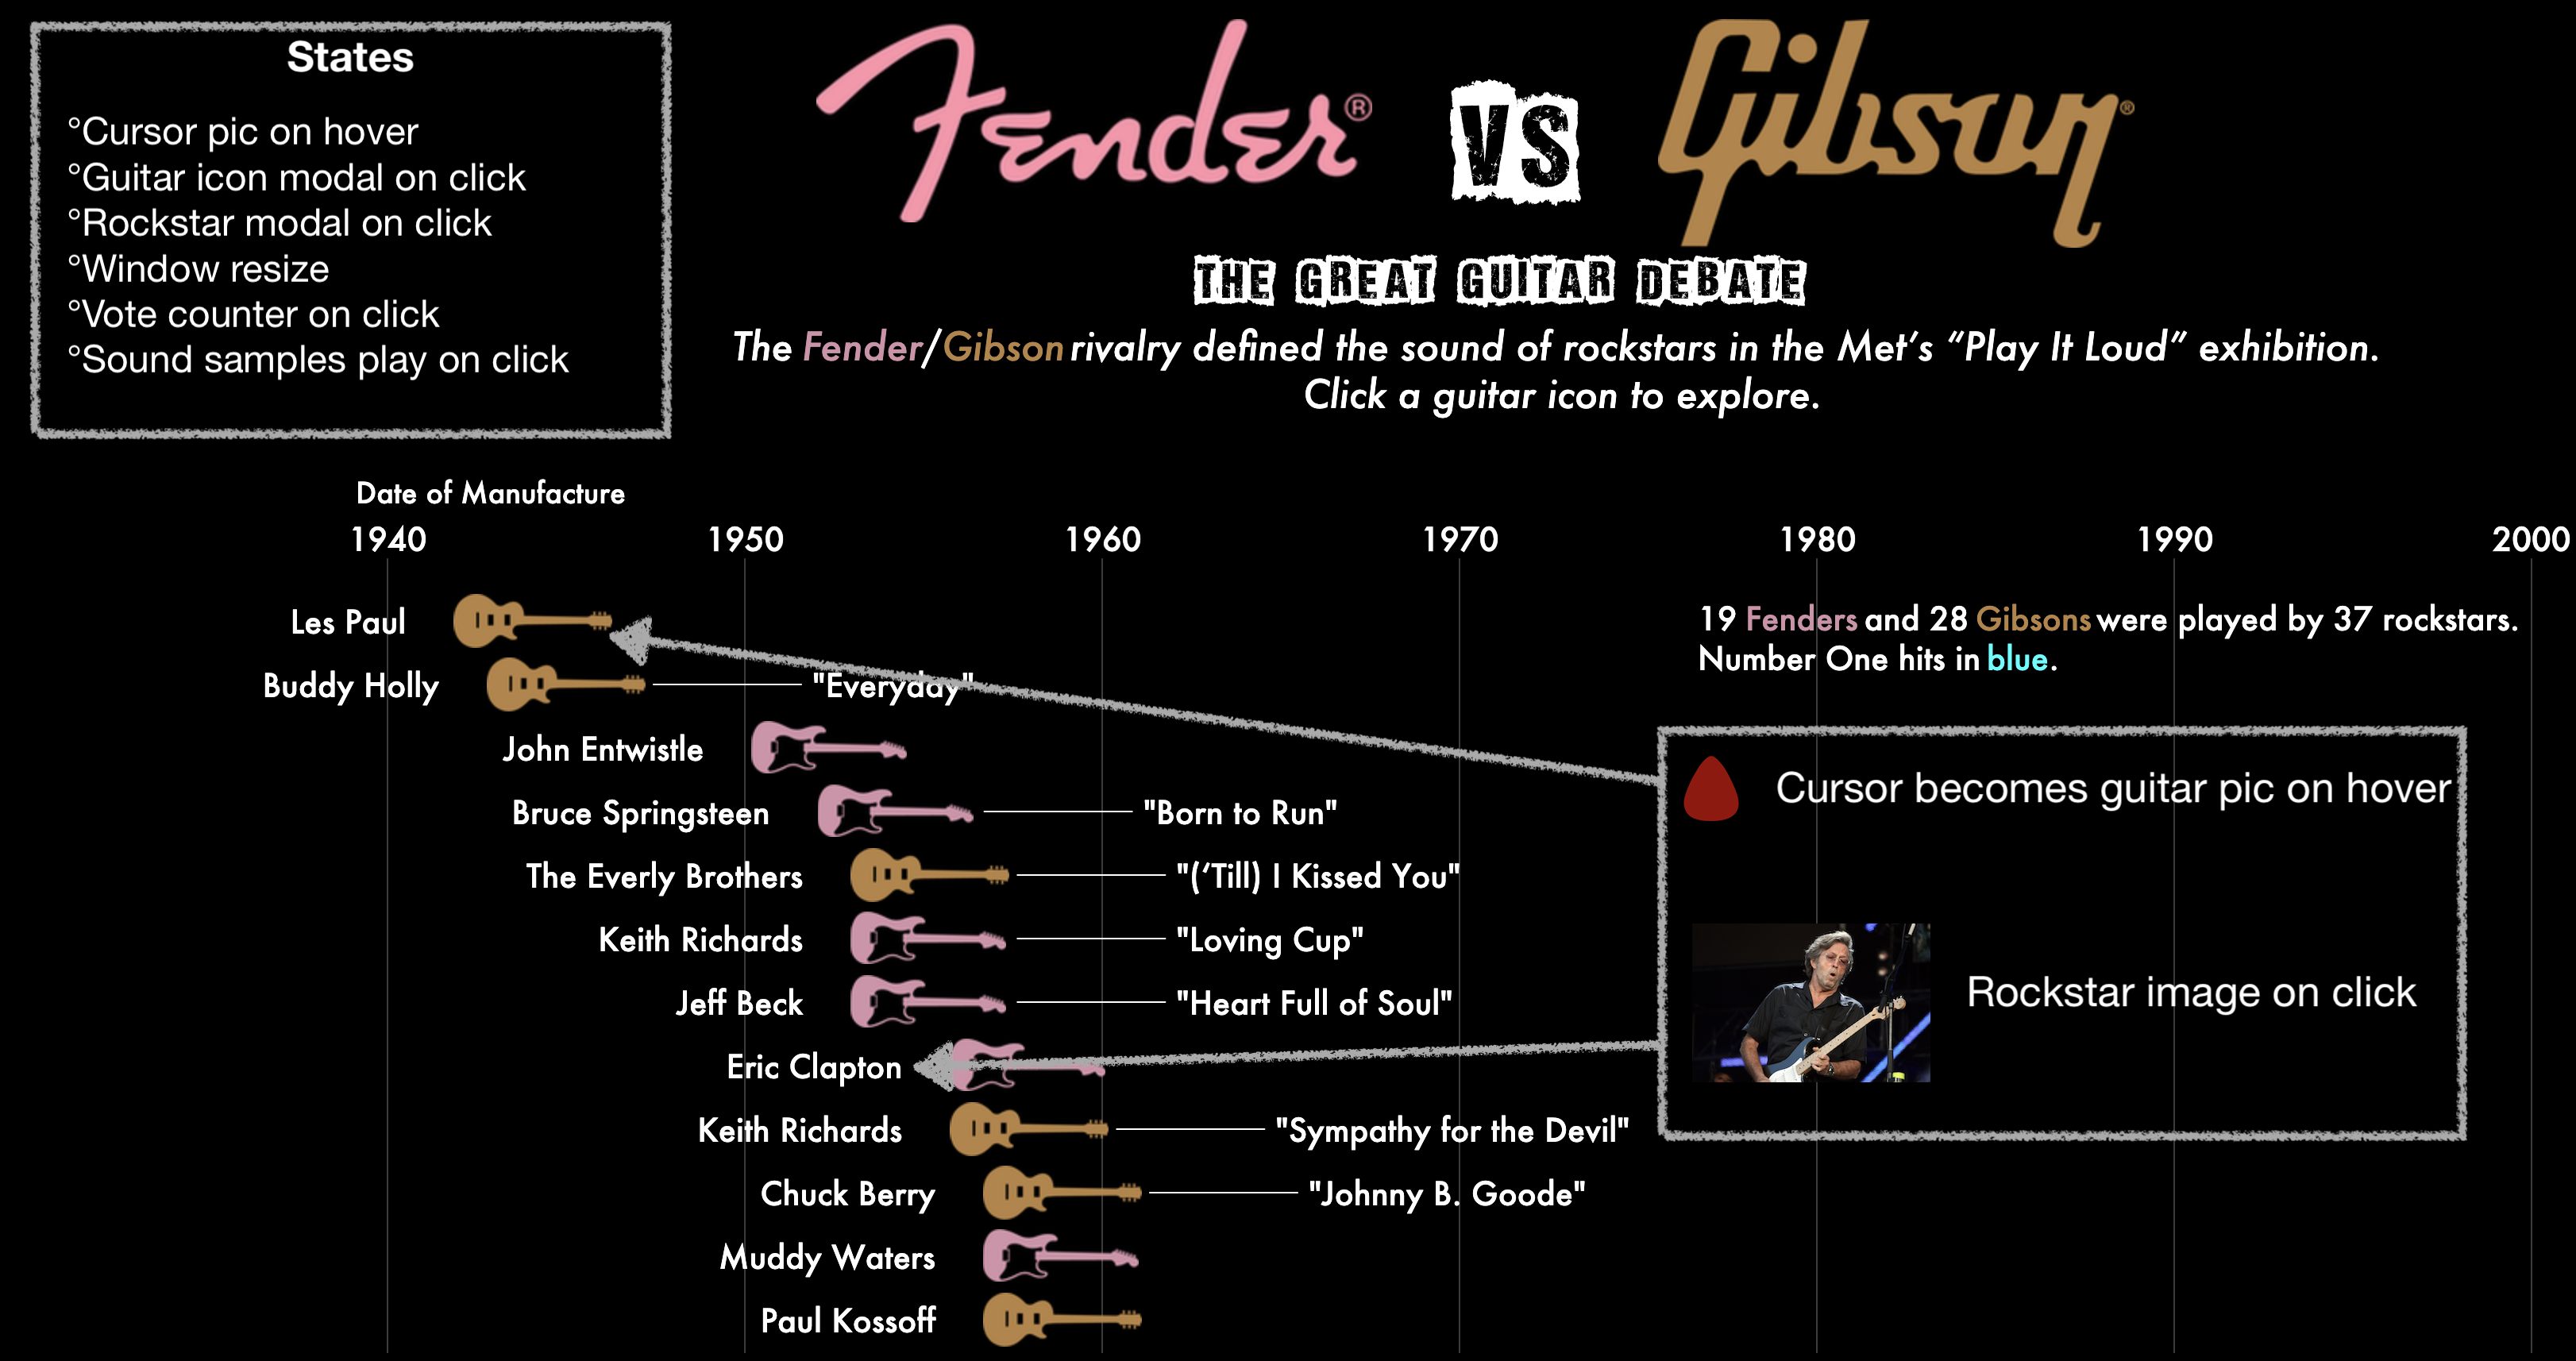 States
°Cursor pic on hover
°Guitar icon modal on click
°Rockstar modal on click
°Window resize
°Vote counter on click
°Sound samples play on click
Fender® VS Gibson®
THE GREAT GUITAR DEBATE
The Fender/Gibson rivalry defined the sound of rockstars in the Met’s “Play It Loud” exhibition.
Click a guitar icon to explore.
Date of Manufacture
1940 1950 1960 1970 1980 1990 2000
19 Fenders and 28 Gibsons were played by 37 rockstars.
Number One hits in blue.
Les Paul
Buddy Holly "Everyday"
John Entwistle
Bruce Springsteen "Born to Run"
The Everly Brothers "(‘Till) I Kissed You"
Keith Richards "Loving Cup"
Jeff Beck "Heart Full of Soul"
Eric Clapton
Keith Richards "Sympathy for the Devil"
Chuck Berry "Johnny B. Goode"
Muddy Waters
Paul Kossoff
Cursor becomes guitar pic on hover
Rockstar image on click